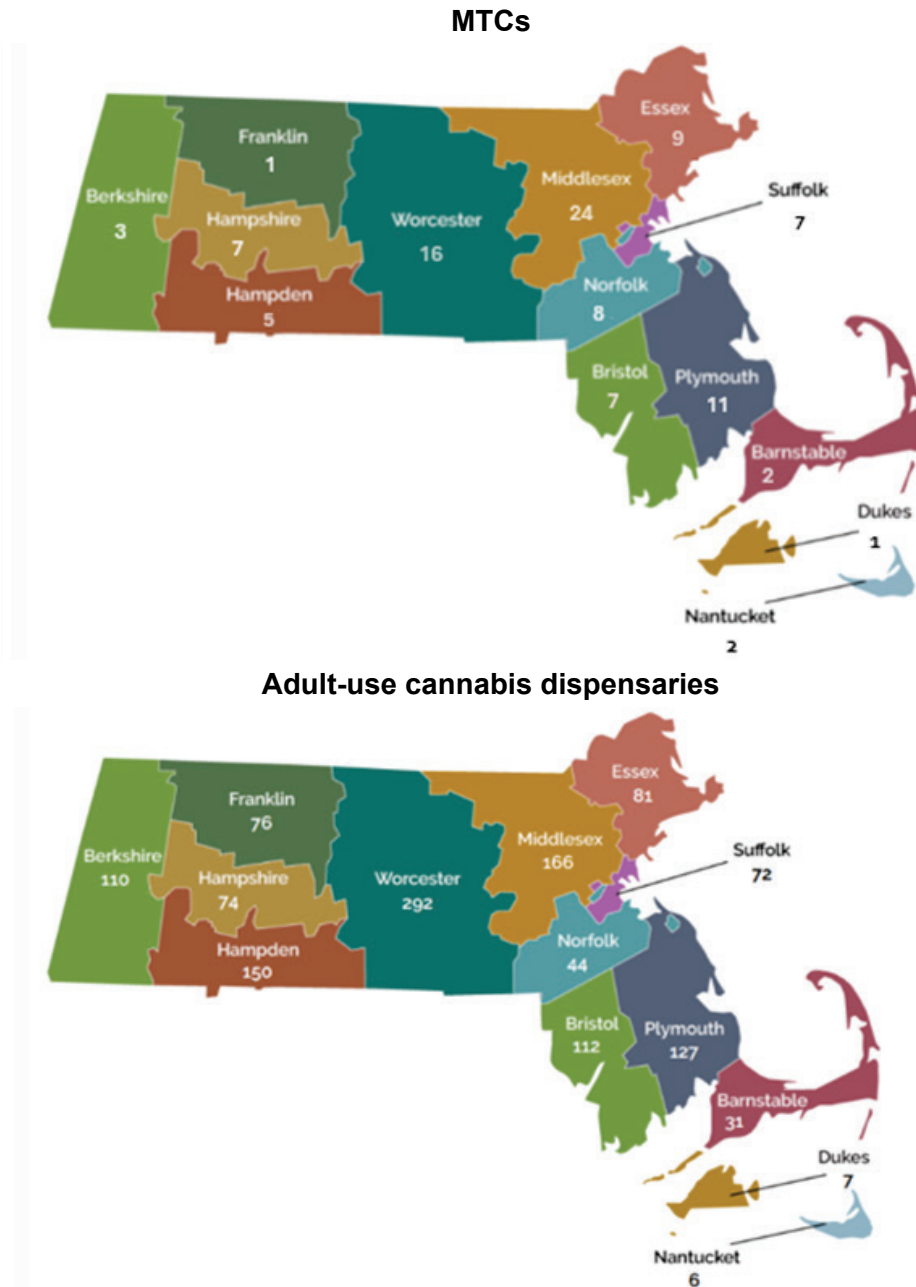 MTCs
Essex
9
Franklin
1
Middlesex
24
Suffolk
7
Berkshire
3
Hampshire
7
Worcester
16
Hampden
5
Norfolk
8
Bristol
7
Plymouth
11
Barnstable
2
Dukes
1
Nantucket
2
Adult-use cannabis dispensaries
Essex
81
Franklin
76
Middlesex
166
Suffolk
72
Berkshire
110
Hampshire
74
Worcester
292
Hampden
150
Norfolk
44
Bristol
112
Plymouth
127
Barnstable
31
Dukes
7
Nantucket
6